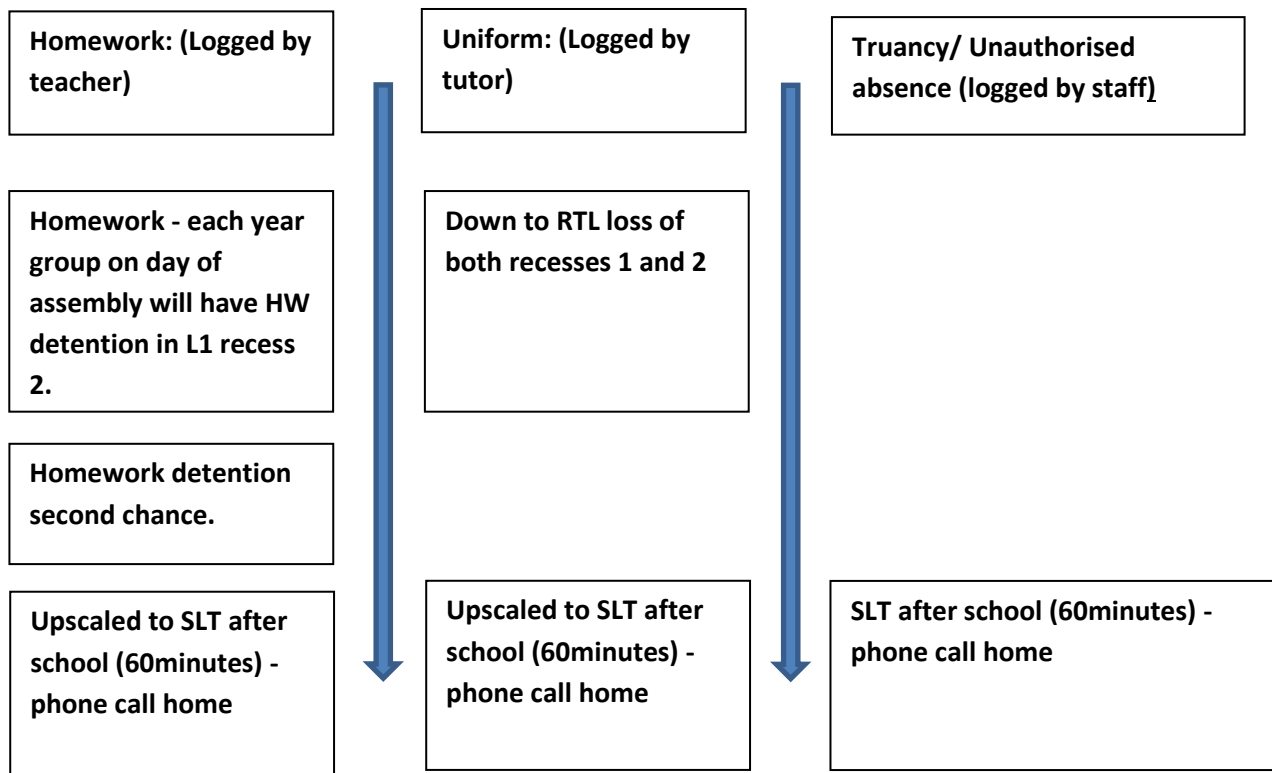 Homework: (Logged by
teacher)
Uniform: (Logged by
tutor)
Truancy/ Unauthorised
absence (logged by staff)
Homework - each year
group on day of
assembly will have HW
detention in L1 recess
2.
Down to RTL loss of
both recesses 1 and 2
Homework detention
second chance.
Upscaled to SLT after
school (60minutes) -
phone call home
Upscaled to SLT after
school (60minutes) -
phone call home
SLT after school (60minutes) -
phone call home